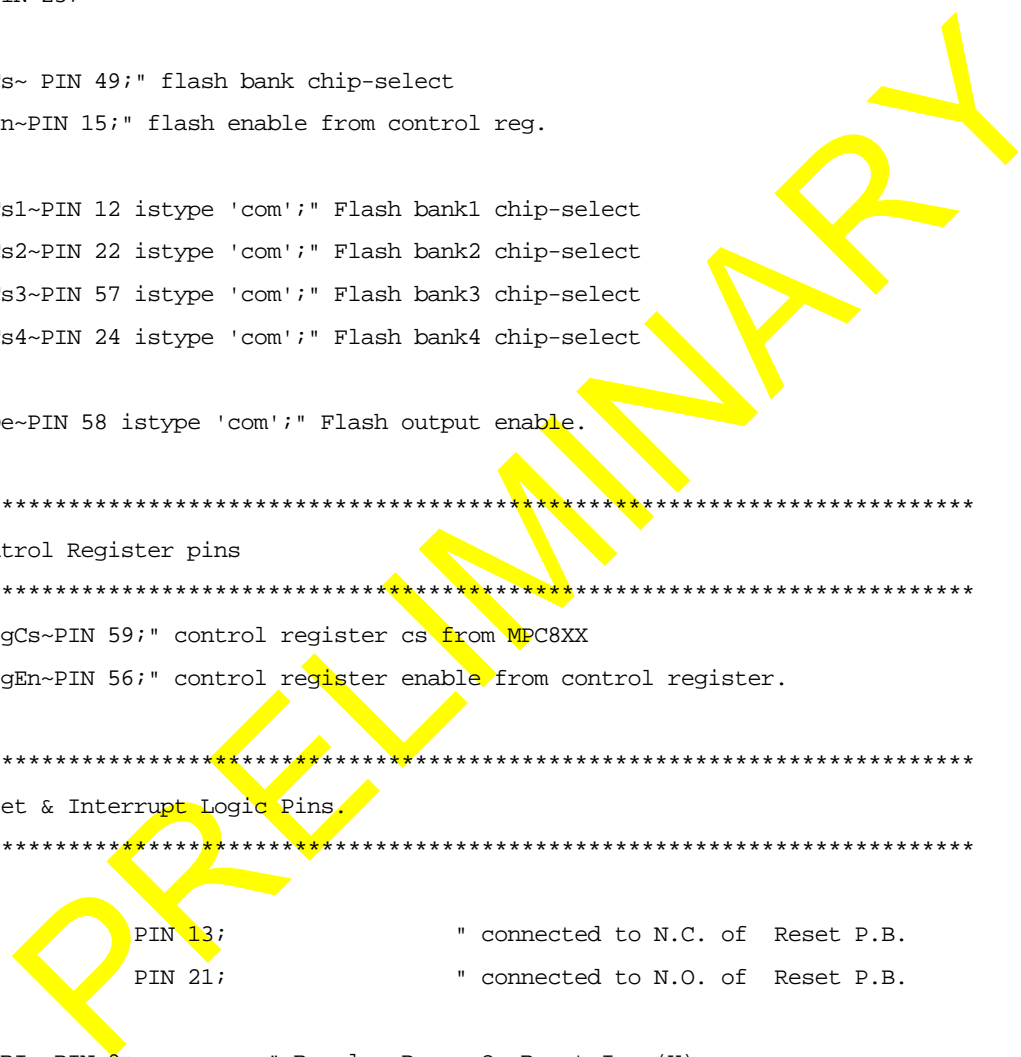 s~ PIN 49;" flash bank chip-select
n~PIN 15;" flash enable from control reg.
s1~PIN 12 istype 'com';" Flash bank1 chip-select
s2~PIN 22 istype 'com';" Flash bank2 chip-select
s3~PIN 57 istype 'com';" Flash bank3 chip-select
s4~PIN 24 istype 'com';" Flash bank4 chip-select
e~PIN 58 istype 'com';" Flash output enable.
*************************************************************************
trol Register pins
*************************************************************************
gCs~PIN 59;" control register cs from MPC8XX
gEn~PIN 56;" control register enable from control register.
*************************************************************************
et & Interrupt Logic Pins.
*************************************************************************
PIN 13; " connected to N.C. of Reset P.B.
PIN 21; " connected to N.O. of Reset P.B.
PRELIMINARY